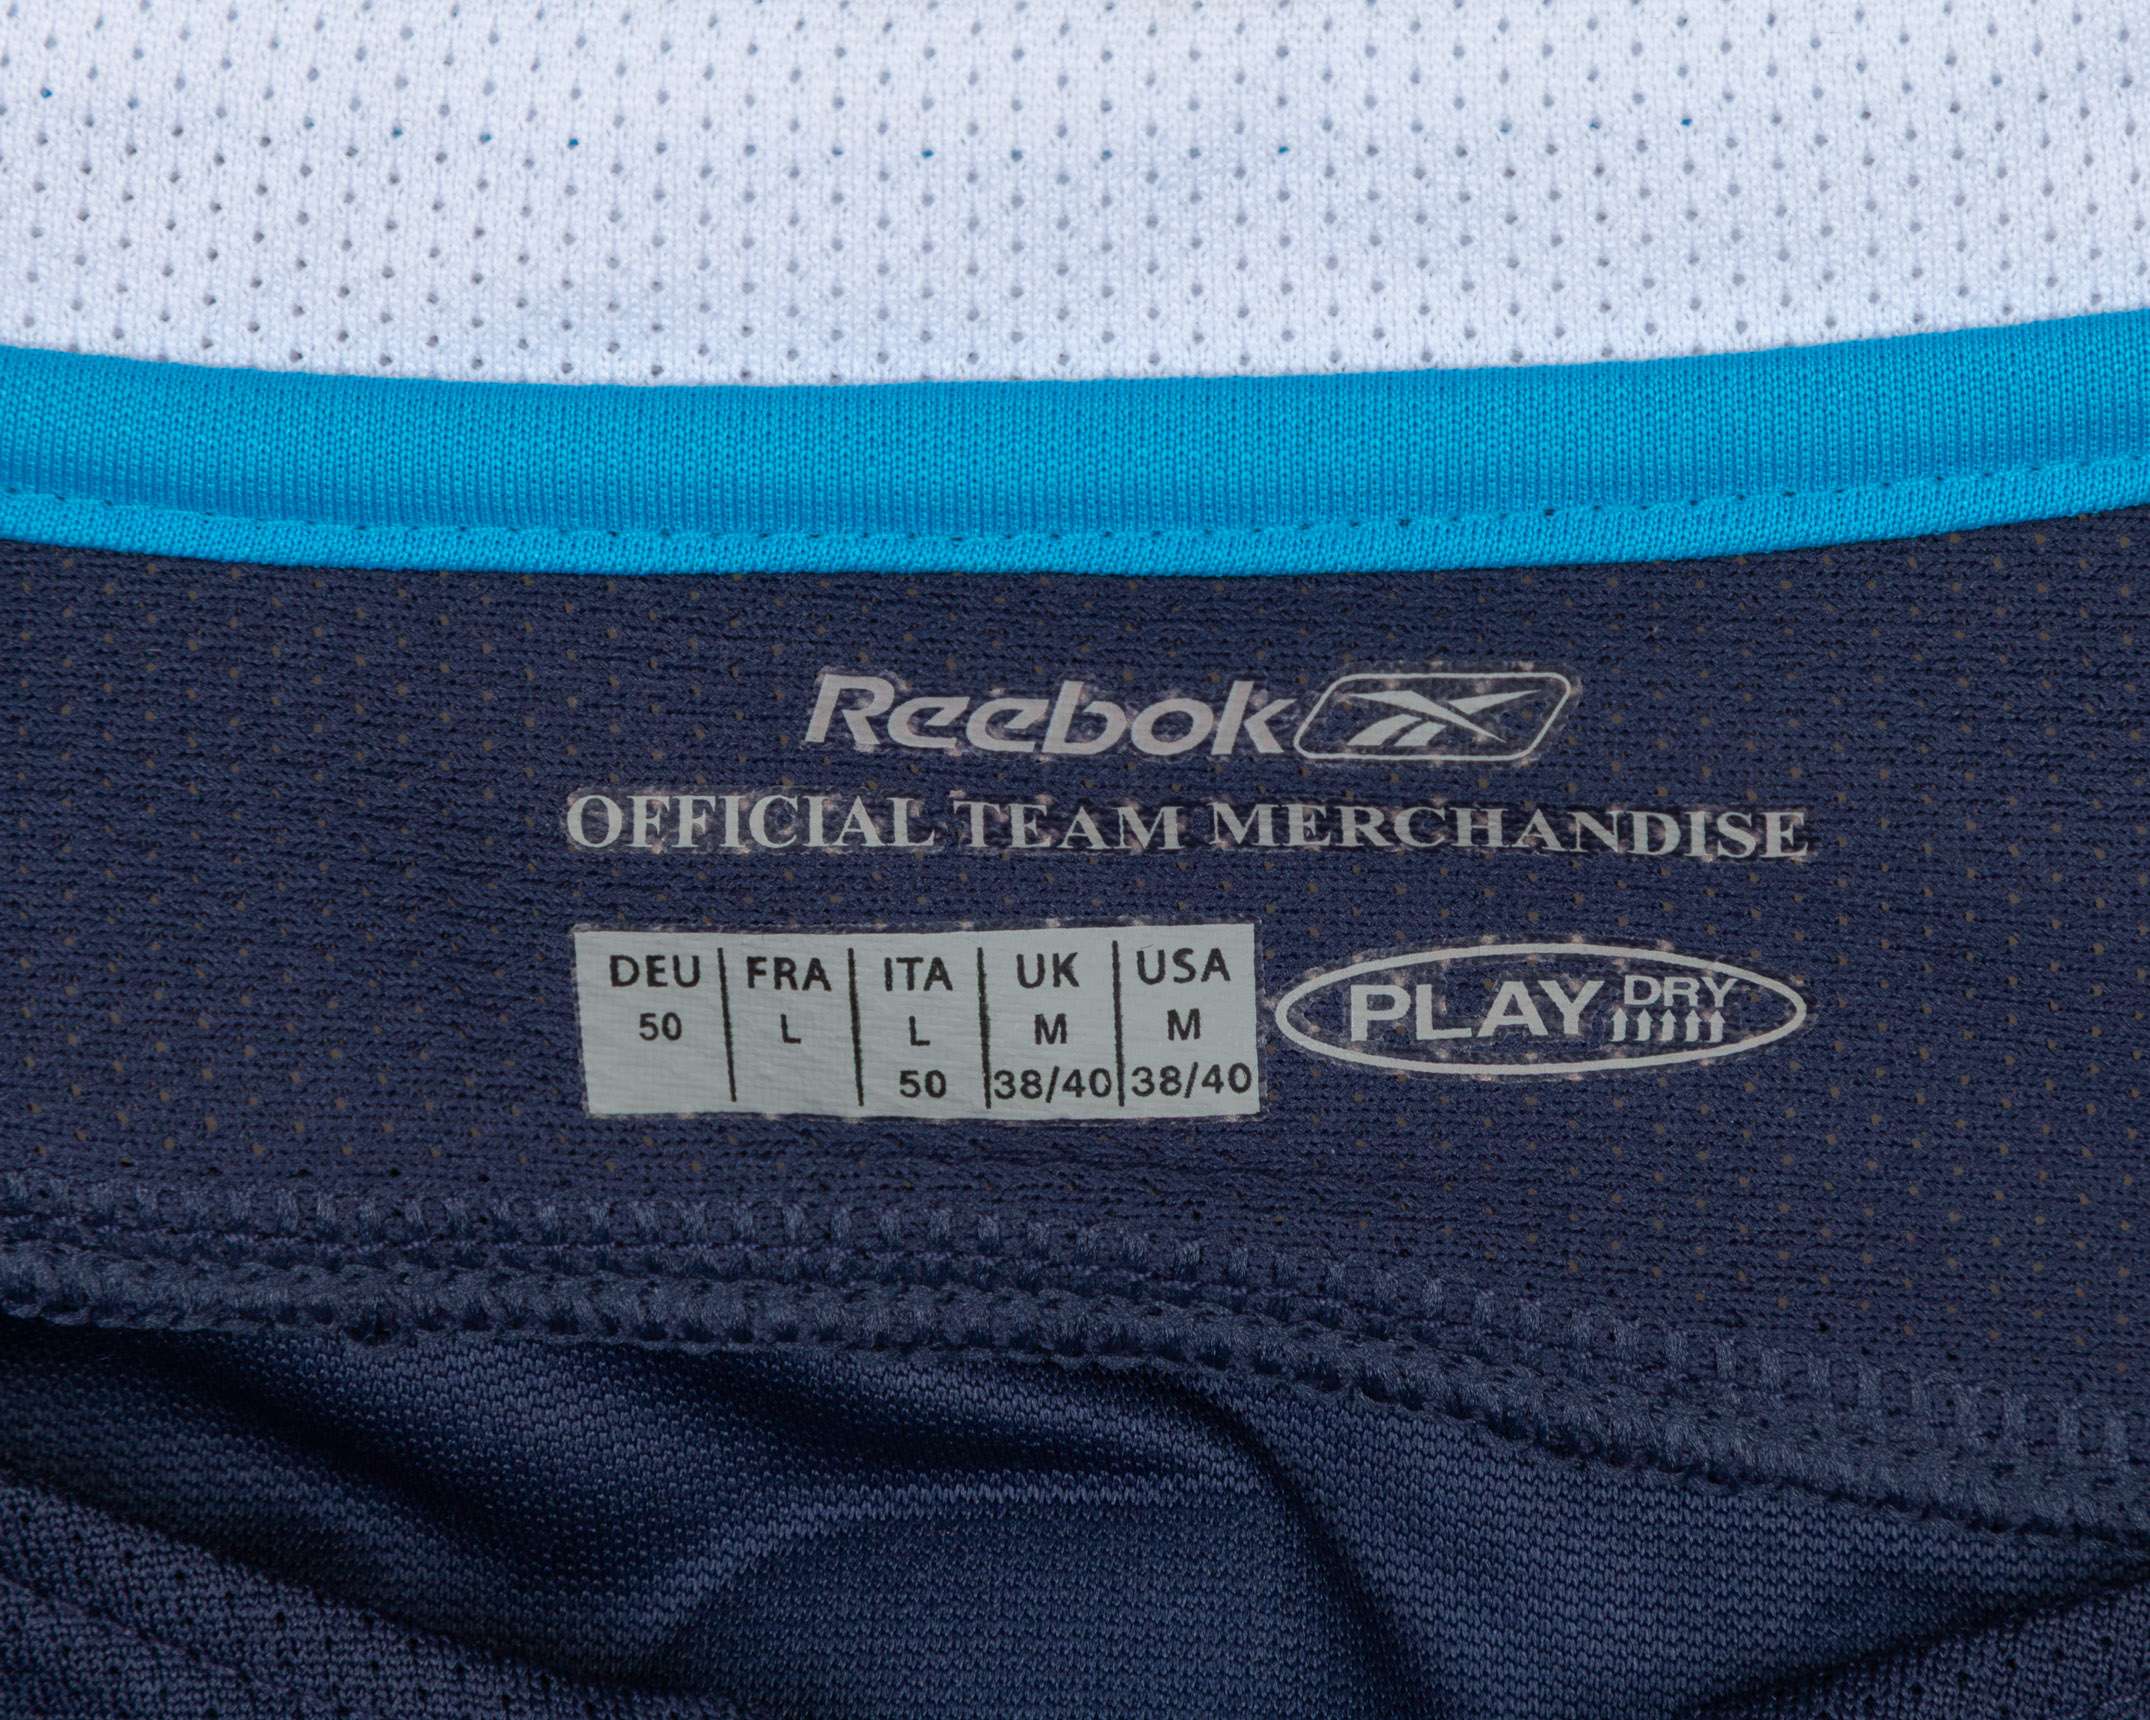 Reebok
OFFICIAL TEAM MERCHANDISE
DEU FRA ITA UK USA
50 L L M M
50 38/40 38/40
PLAY DRY